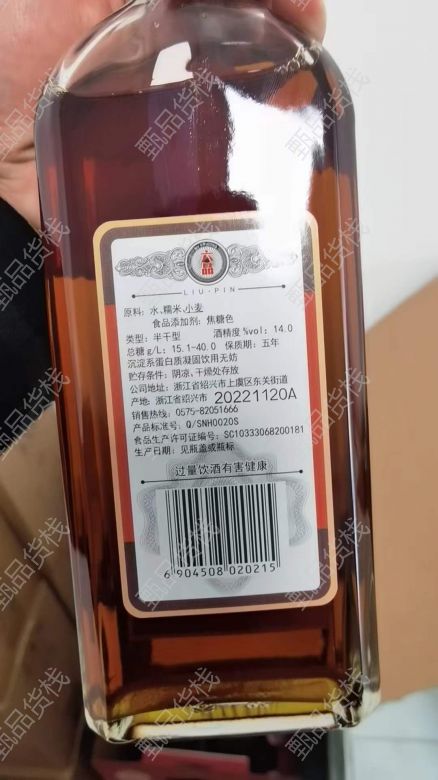 六品
LIU·PIN
原料: 水、糯米、小麦
食品添加剂: 焦糖色
类型: 半干型 酒精度%vol: 14.0
总糖g/L: 15.1-40.0 保质期: 五年
沉淀系蛋白质凝固饮用无妨
贮存条件: 阴凉,干燥处存放
公司地址: 浙江省绍兴市上虞区东关街道
产地: 浙江省绍兴市 20221120A
销售热线: 0575-82051666
产品标准号: Q/SNH0020S
食品生产许可证编号: SC10333068200181
生产日期: 见瓶盖或瓶标
过量饮酒有害健康
6 904508 020215
甄品货栈